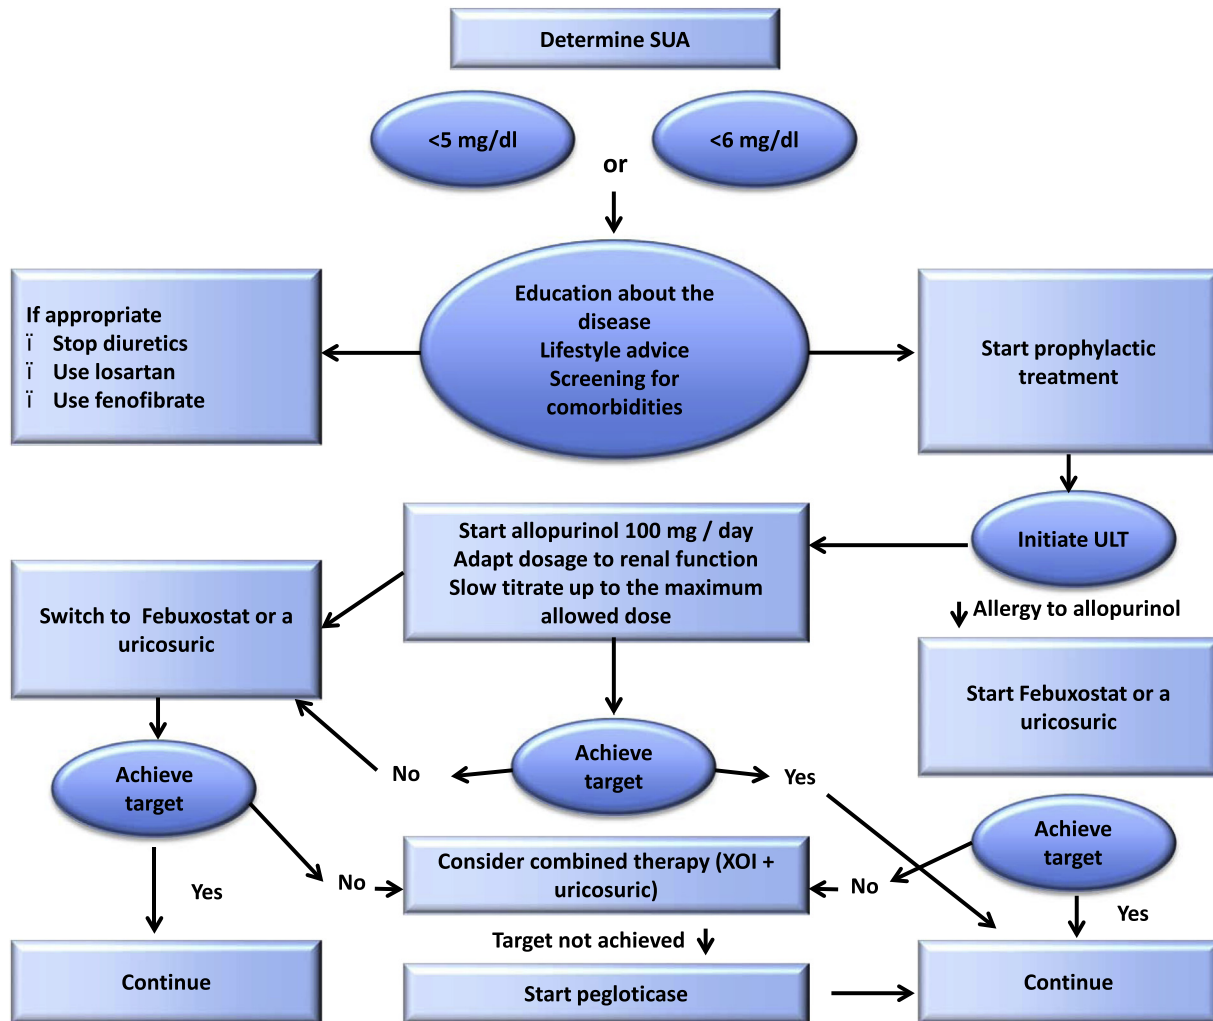 Determine SUA
<5 mg/dl
<6 mg/dl
or
Education about the
disease
Lifestyle advice
Screening for
comorbidities
If appropriate
ï Stop diuretics
ï Use losartan
ï Use fenofibrate
Start prophylactic
treatment
Initiate ULT
Start allopurinol 100 mg / day
Adapt dosage to renal function
Slow titrate up to the maximum
allowed dose
Switch to Febuxostat or a
uricosuric
Allergy to allopurinol
Start Febuxostat or a
uricosuric
Achieve
target
No
Achieve
target
Yes
Achieve
target
Yes
No
Consider combined therapy (XOI +
uricosuric)
No
Yes
Target not achieved
Continue
Start pegloticase
Continue